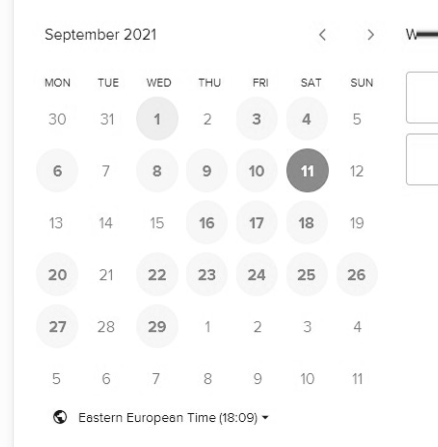 September 2021
MON TUE WED THU FRI SAT SUN
30 31 1 2 3 4 5
6 7 8 9 10 11 12
13 14 15 16 17 18 19
20 21 22 23 24 25 26
27 28 29 1 2 3 4
5 6 7 8 9 10 11
Eastern European Time (18:09)